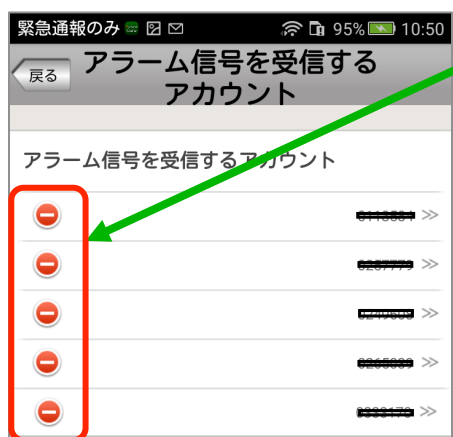 緊急通報のみ 95% 10:50
戻る
アラーム信号を受信する
アカウント
アラーム信号を受信するアカウント
>>
>>
>>
>>
>>